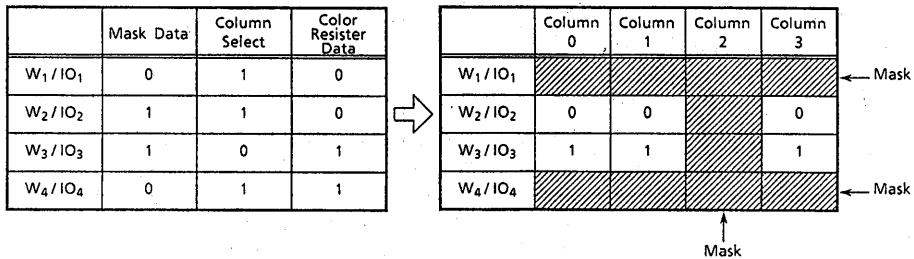 Mask Data Column Select Color Resister Data
W1/IO1 0 1 0
W2/IO2 1 1 0
W3/IO3 1 0 1
W4/IO4 0 1 1
Column 0 Column 1 Column 2 Column 3
W1/IO1 Mask
W2/IO2 0 0 0
W3/IO3 1 1 1
W4/IO4 Mask
Mask